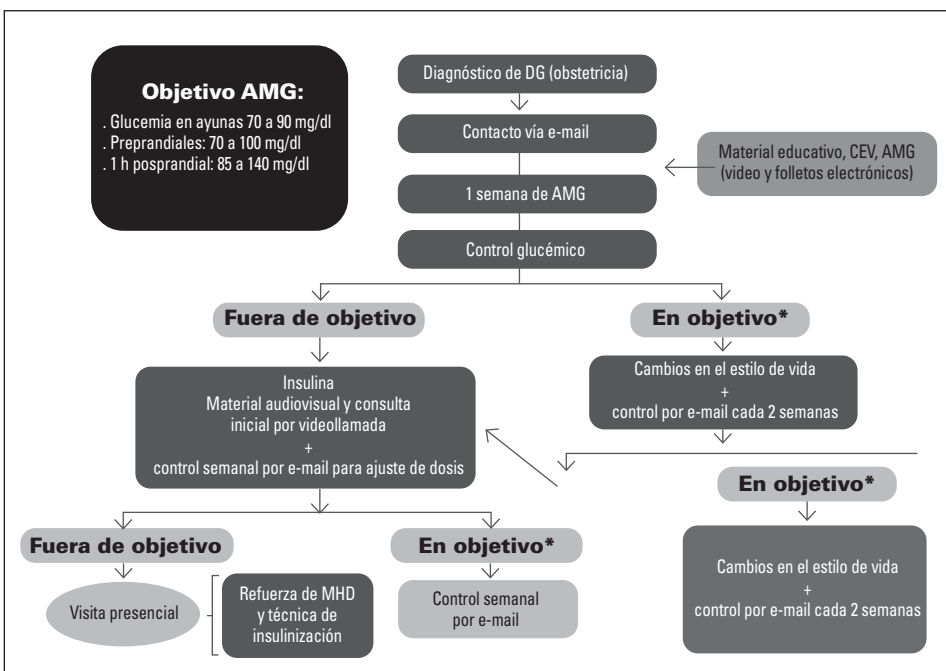 Objetivo AMG:
. Glucemia en ayunas 70 a 90 mg/dl
. Preprandiales: 70 a 100 mg/dl
. 1 h posprandial: 85 a 140 mg/dl
Diagnóstico de DG (obstetricia)
Contacto vía e-mail
Material educativo, CEV, AMG
(video y folletos electrónicos)
1 semana de AMG
Control glucémico
Fuera de objetivo
En objetivo*
Insulina
Material audiovisual y consulta
inicial por videollamada
+
control semanal por e-mail para ajuste de dosis
Cambios en el estilo de vida
+
control por e-mail cada 2 semanas
En objetivo*
Cambios en el estilo de vida
+
control por e-mail cada 2 semanas
Fuera de objetivo
En objetivo*
Visita presencial
Refuerza de MHD
y técnica de
insulinización
Control semanal
por e-mail